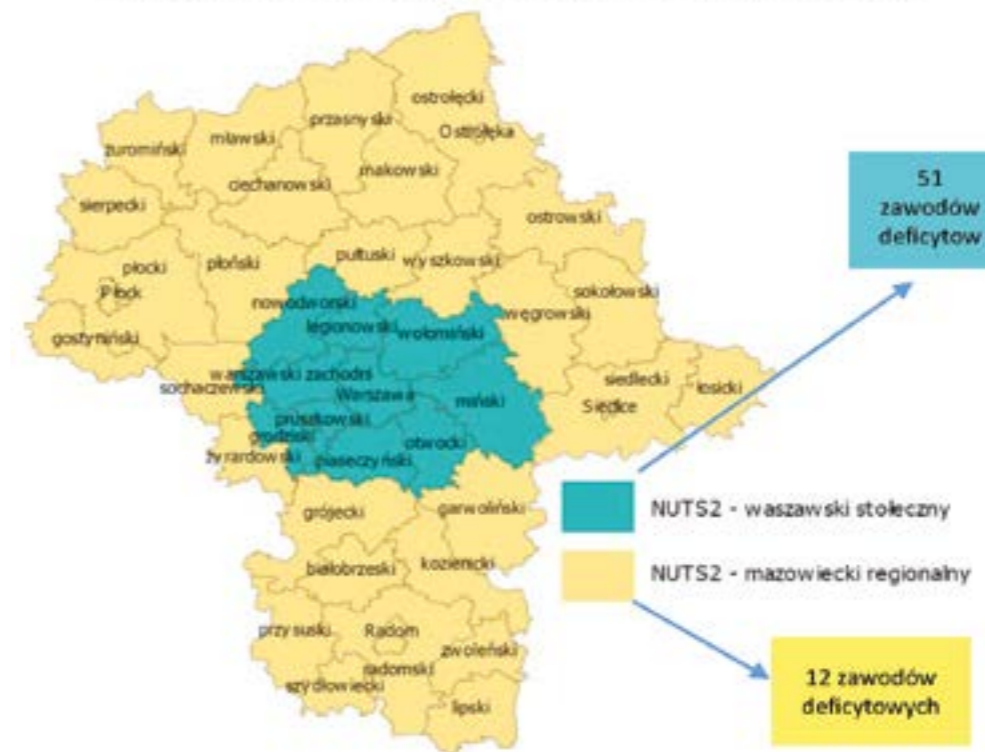 ostrołęcki
Ostrołęka
przasnyski
mławski
żuromiński
makowski
ciechanowski
sierpecki
ostrowski
pułtuski
wyszkowski
płocki
płoński
Płock
sokołowski
węgrowski
nowodworski
legionowski
wołomiński
gostyniński
warszawski zachodni
sochaczewski
Warszawa
miński
siedlecki
łosicki
Siedlce
pruszkowski
grodziski
otwocki
żyrardowski
piaseczyński
grójecki
garwoliński
białobrzeski
kozienicki
przysuski
Radom
zwoleński
radomski
szydłowiecki
lipski
51
zawodów
deficytow
NUTS2 - waszawski stołeczny
NUTS2 - mazowiecki regionalny
12 zawodów
deficytowych